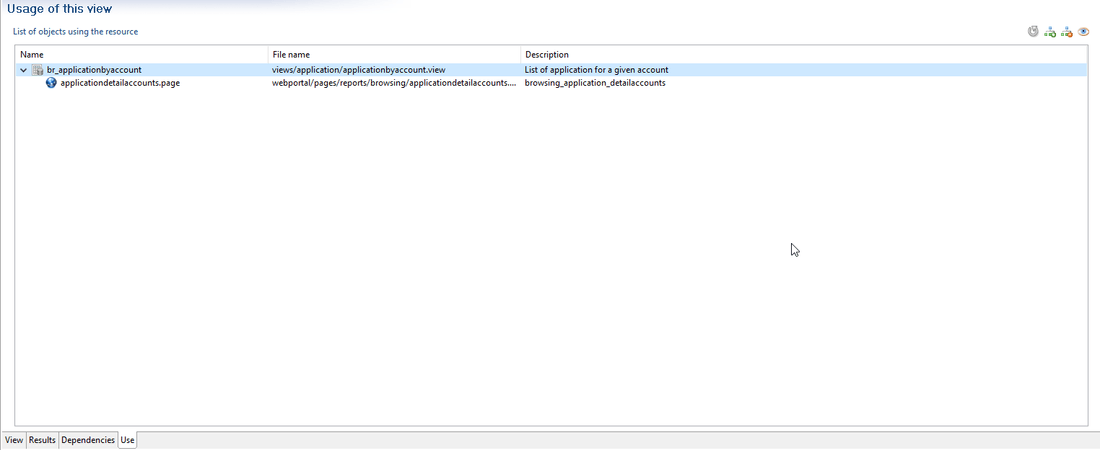 Usage of this view
List of objects using the resource
Name File name Description
br_applicationbyaccount views/application/applicationbyaccount.view List of application for a given account
applicationdetailaccounts.page webportal/pages/reports/browsing/applicationdetailaccounts.... browsing_application_detailaccounts
View Results Dependencies Use